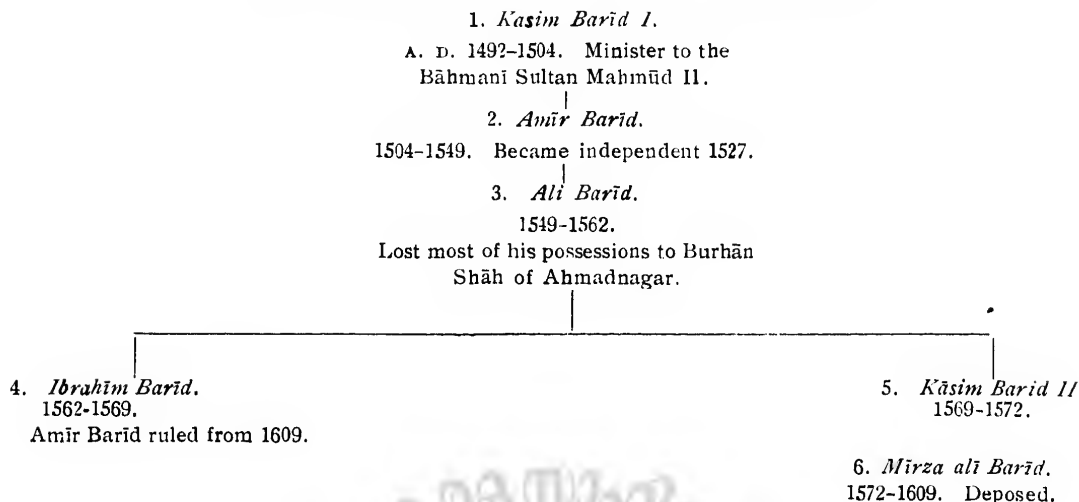 1. Kasim Barīd I.
A. D. 1492-1504. Minister to the
Bāhmanī Sultan Mahmūd II.
2. Amīr Barīd.
1504-1549. Became independent 1527.
3. Ali Barīd.
1549-1562.
Lost most of his possessions to Burhān
Shāh of Ahmadnagar.
4. Ibrahīm Barīd.
1562-1569.
Amīr Barīd ruled from 1609.
5. Kāsim Barid II
1569-1572.
6. Mīrza alī Barīd.
1572-1609. Deposed.